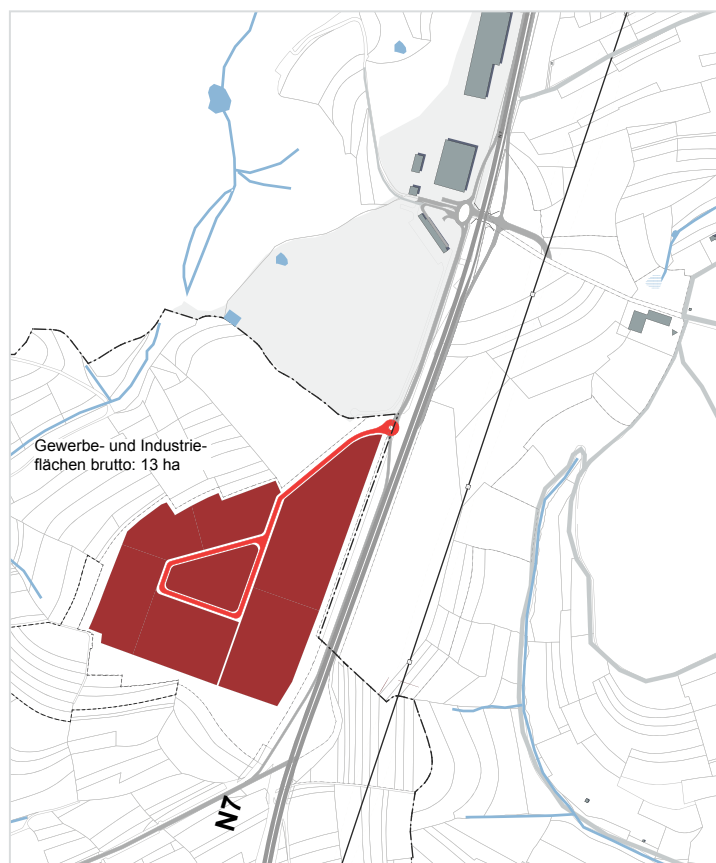 Gewerbe- und Industrie-
flächen brutto: 13 ha
N7